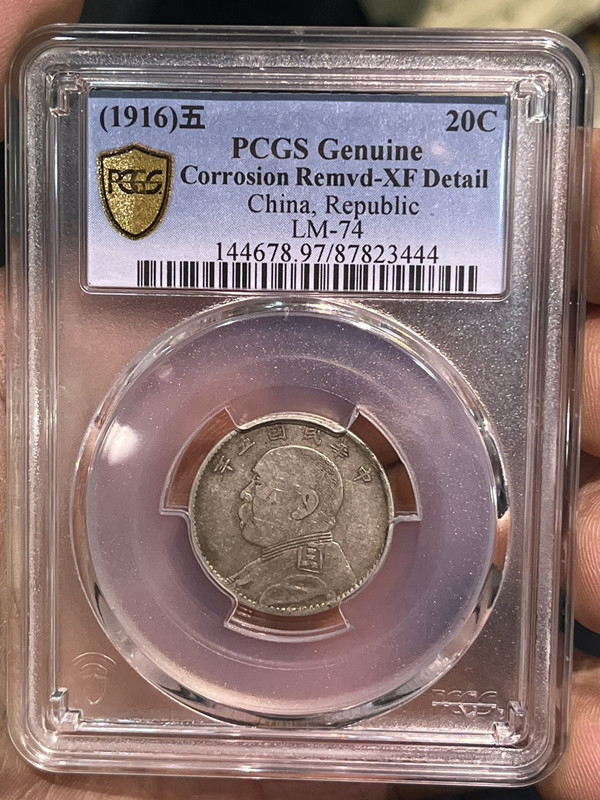 (1916)五 20C
PCGS Genuine
Corrosion Remvd-XF Detail
China, Republic
LM-74
144678.97/87823444
PCGS
年五國民華中
PCGS